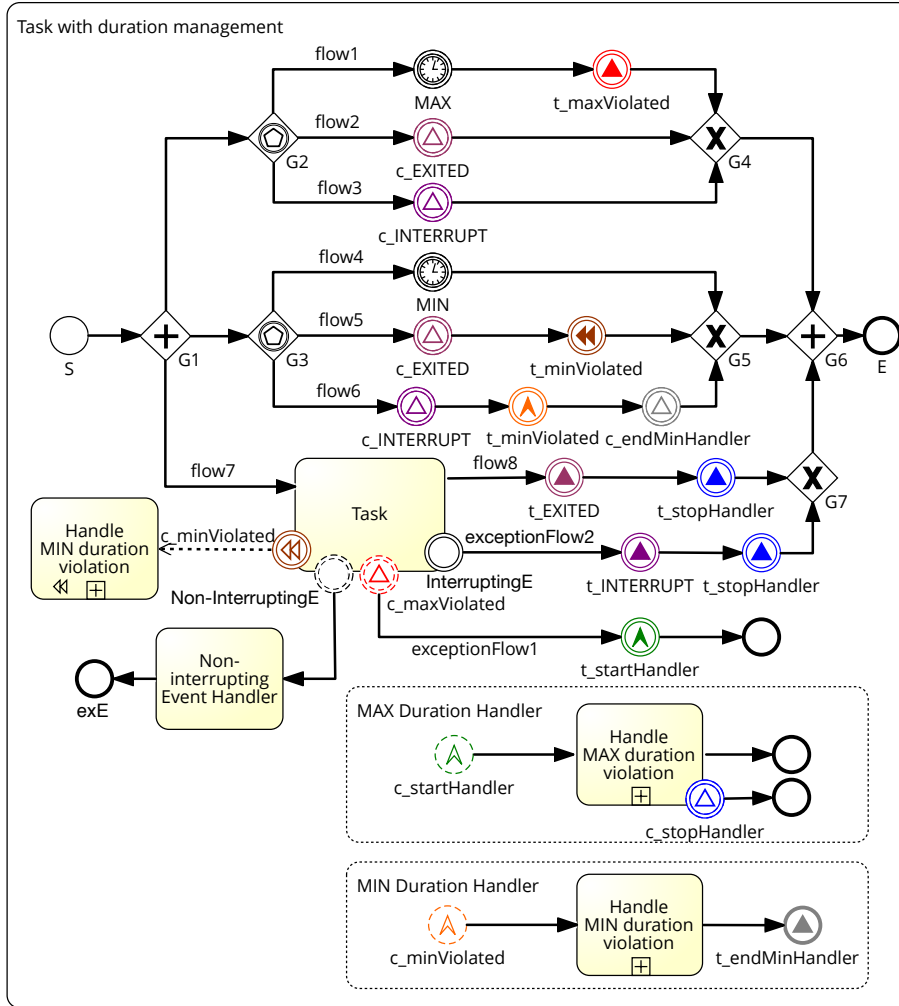 Task with duration management
flow1
MAX
t_maxViolated
flow2
G2
c_EXITED
G4
flow3
c_INTERRUPT
flow4
MIN
flow5
S
G1
G3
c_EXITED
t_minViolated
G5
G6
E
flow6
c_INTERRUPT
t_minViolated
c_endMinHandler
flow7
flow8
Task
t_EXITED
t_stopHandler
G7
Handle
MIN duration
violation
c_minViolated
exceptionFlow2
InterruptingE
t_INTERRUPT
t_stopHandler
Non-InterruptingE
c_maxViolated
exceptionFlow1
t_startHandler
Non-
interrupting
Event Handler
exE
MAX Duration Handler
c_startHandler
Handle
MAX duration
violation
c_stopHandler
MIN Duration Handler
c_minViolated
Handle
MIN duration
violation
t_endMinHandler